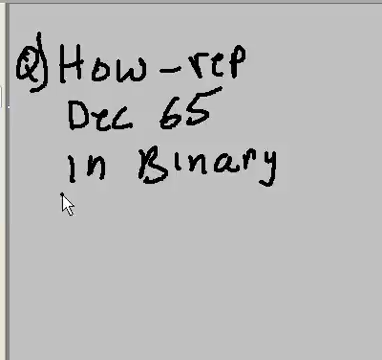 Q) How - rep
Dec 65
in Binary